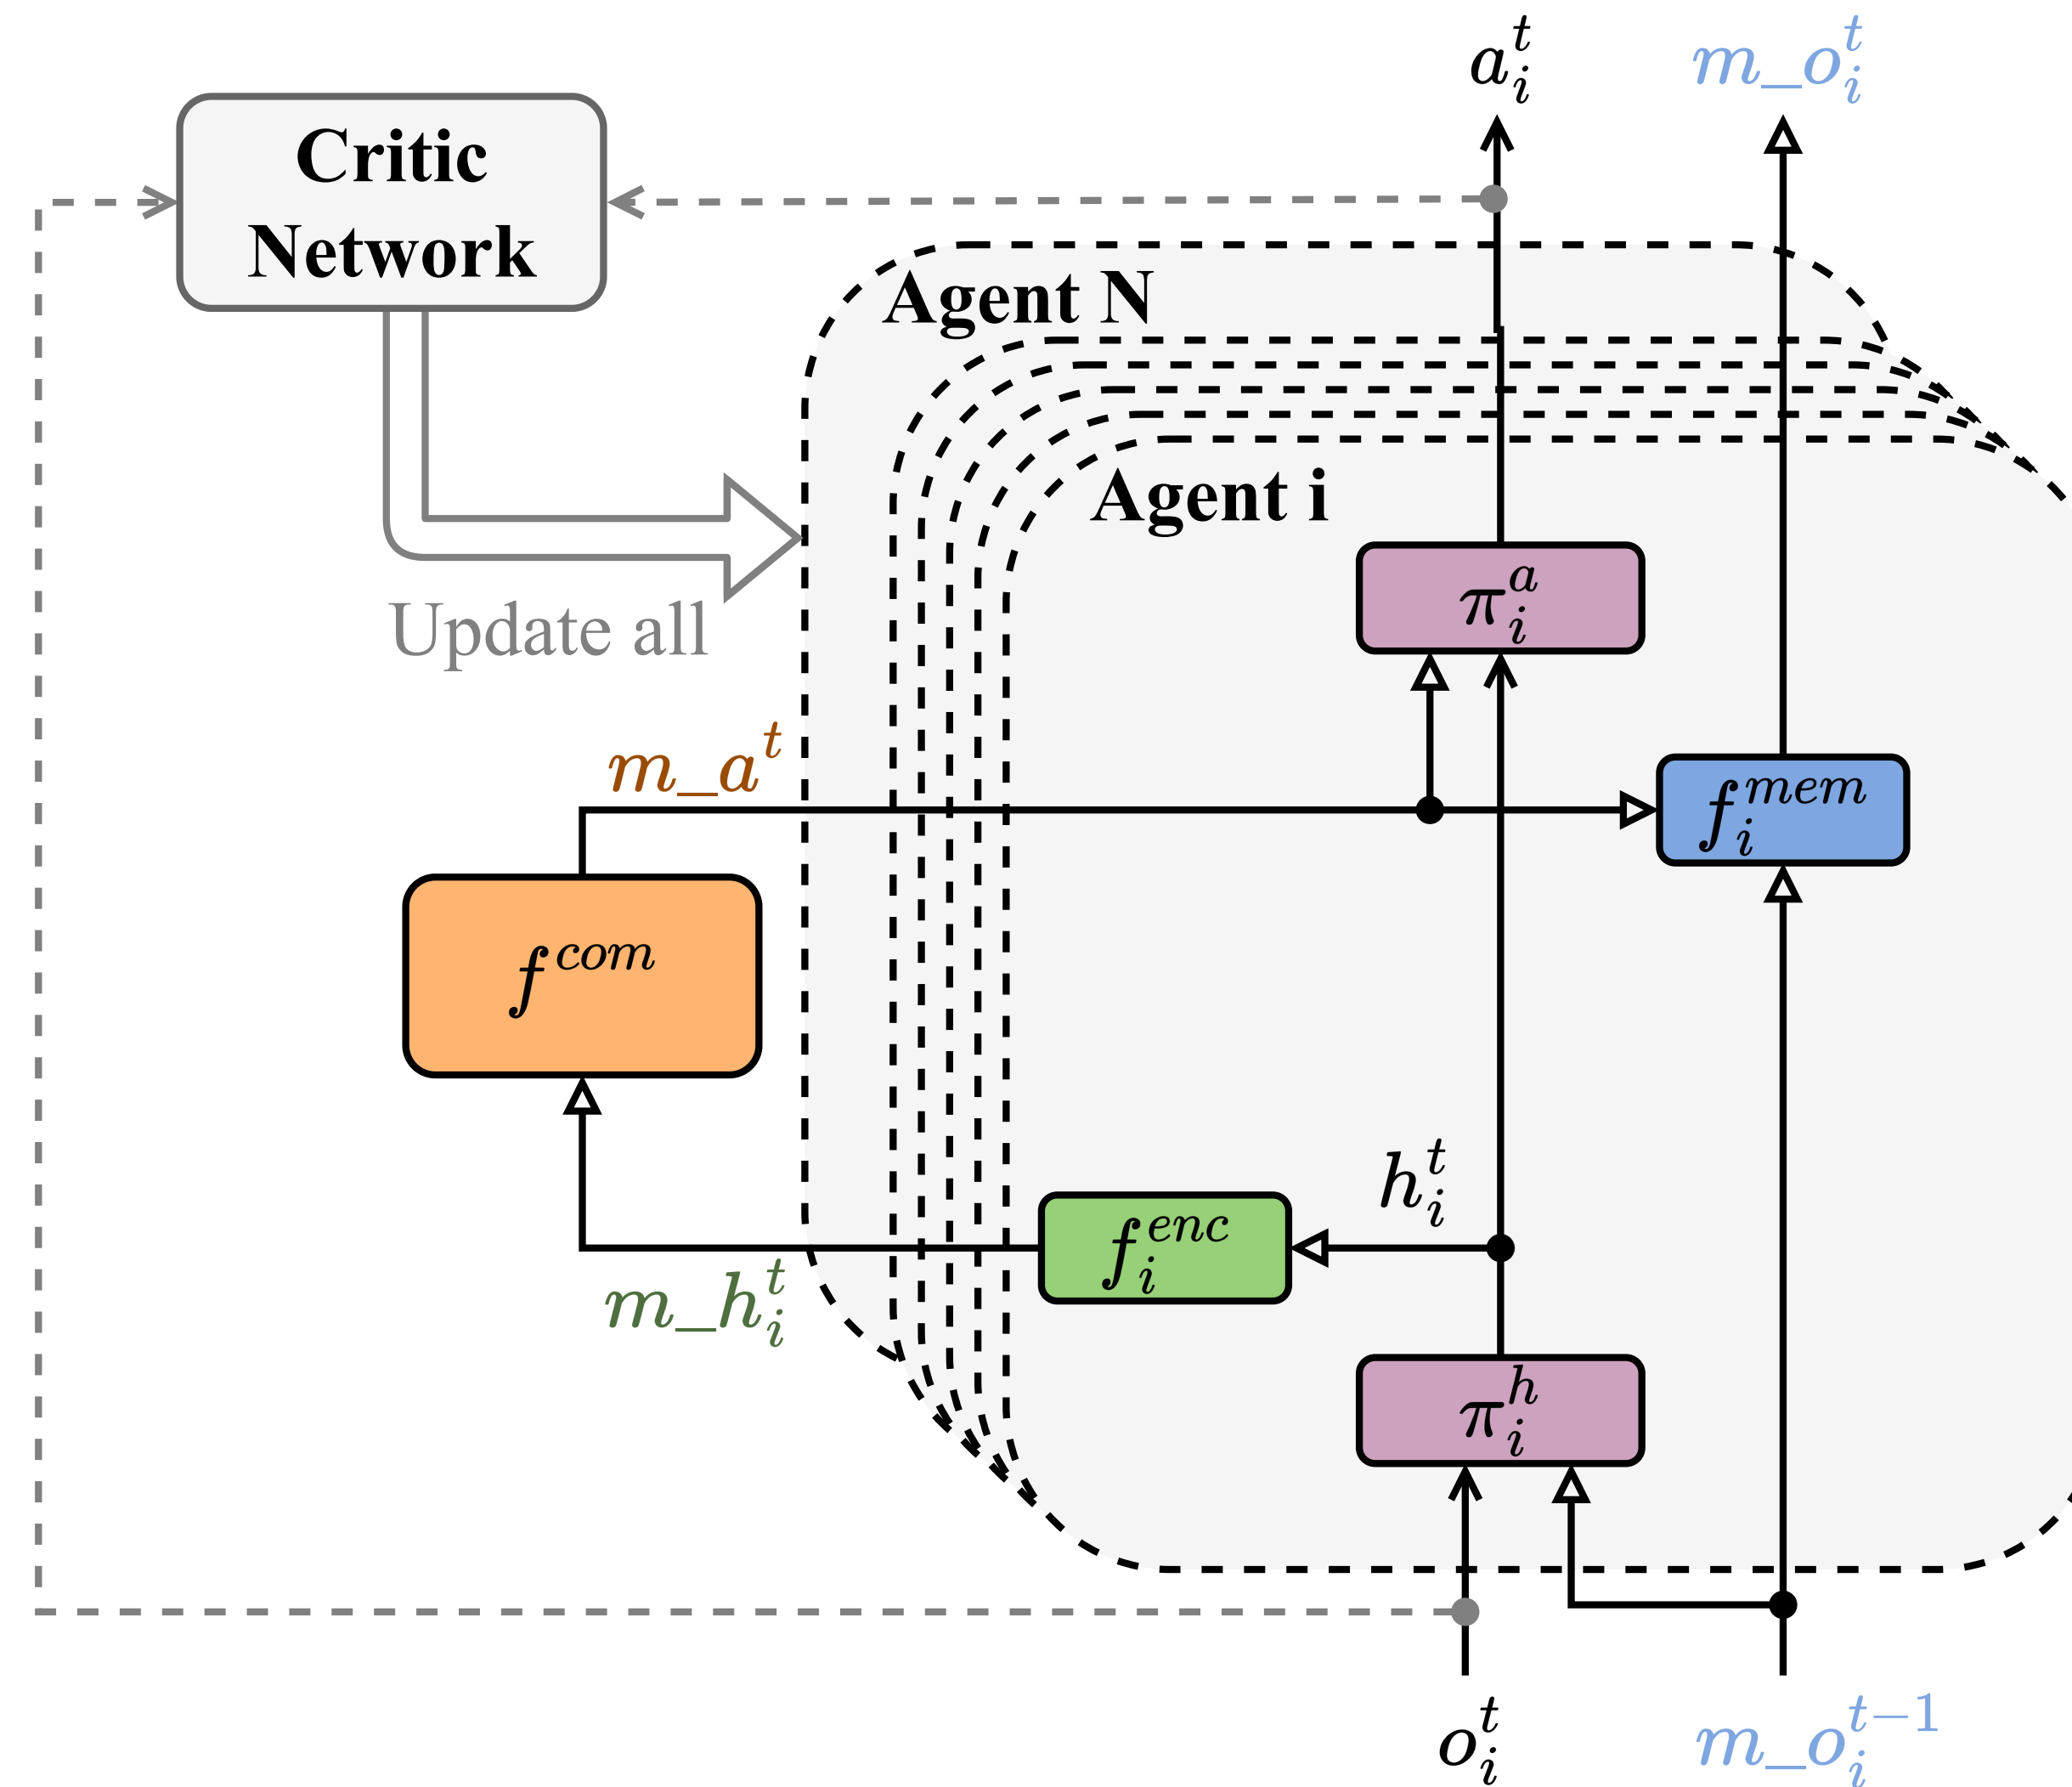 a_i^t
m_o_i^t
Critic
Network
Agent N
Agent i
π_i^a
Update all
m_a^t
f_i^{mem}
f^{com}
h_i^t
f_i^{enc}
m_h_i^t
π_i^h
o_i^t
m_o_i^{t-1}